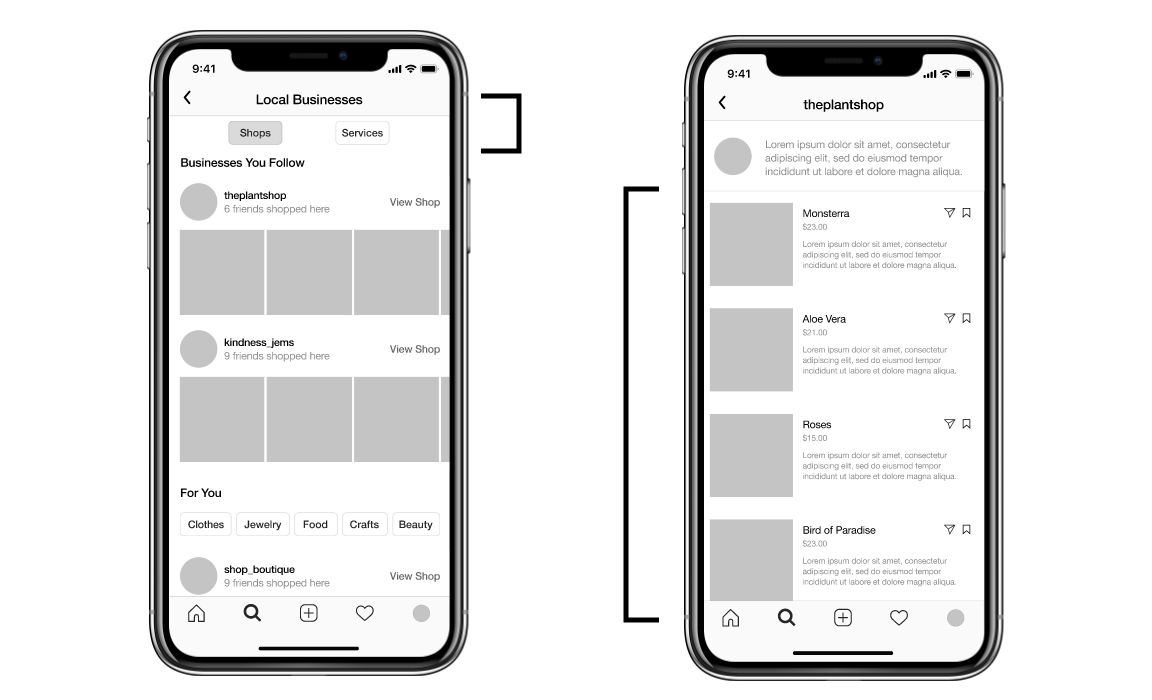 9:41
Local Businesses
Shops
Services
Businesses You Follow
theplantshop
6 friends shopped here
View Shop
kindness_jems
9 friends shopped here
View Shop
For You
Clothes
Jewelry
Food
Crafts
Beauty
shop_boutique
9 friends shopped here
View Shop
9:41
theplantshop
Lorem ipsum dolor sit amet, consectetur
adipiscing elit, sed do eiusmod tempor
incididunt ut labore et dolore magna aliqua.
Monsterra
$23.00
Lorem ipsum dolor sit amet, consectetur
adipiscing elit, sed do eiusmod tempor
incididunt ut labore et dolore magna aliqua.
Aloe Vera
$21.00
Lorem ipsum dolor sit amet, consectetur
adipiscing elit, sed do eiusmod tempor
incididunt ut labore et dolore magna aliqua.
Roses
$15.00
Lorem ipsum dolor sit amet, consectetur
adipiscing elit, sed do eiusmod tempor
incididunt ut labore et dolore magna aliqua.
Bird of Paradise
$23.00
Lorem ipsum dolor sit amet, consectetur
adipiscing elit, sed do eiusmod tempor
incididunt ut labore et dolore magna aliqua.